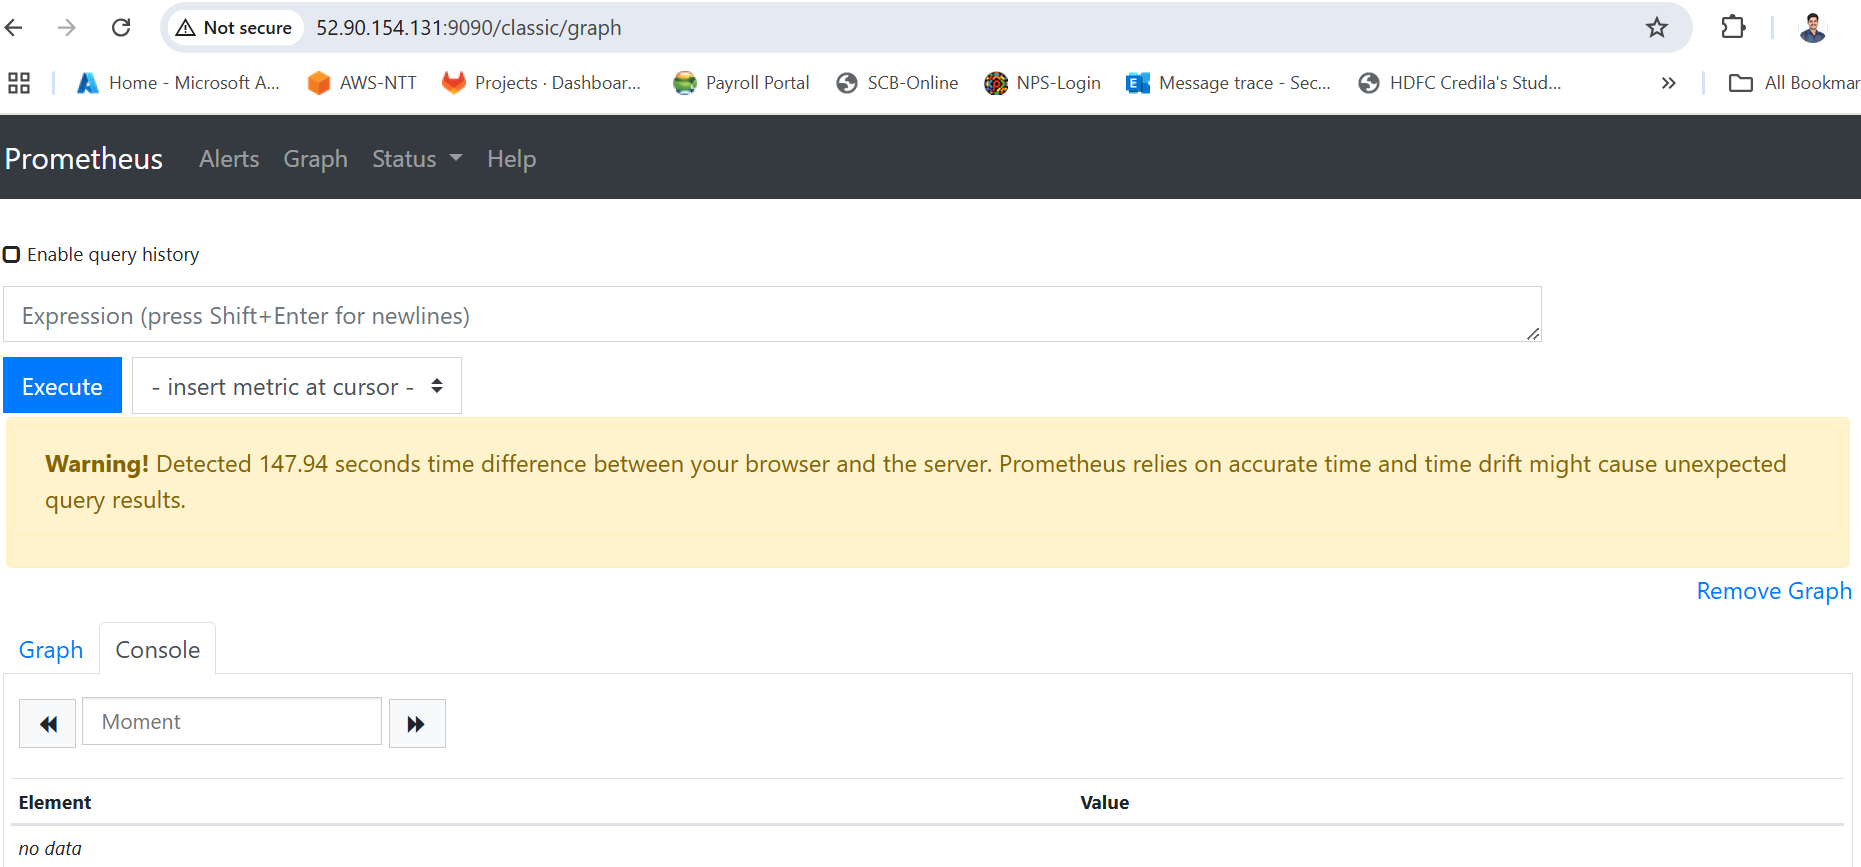 Not secure 52.90.154.131:9090/classic/graph
Home - Microsoft A... AWS-NTT Projects · Dashboar... Payroll Portal SCB-Online NPS-Login Message trace - Sec... HDFC Credila's Stud... » All Bookmar
Prometheus Alerts Graph Status Help
Enable query history
Expression (press Shift+Enter for newlines)
Execute - insert metric at cursor -
Warning! Detected 147.94 seconds time difference between your browser and the server. Prometheus relies on accurate time and time drift might cause unexpected
query results.
Remove Graph
Graph Console
Moment
Element Value
no data